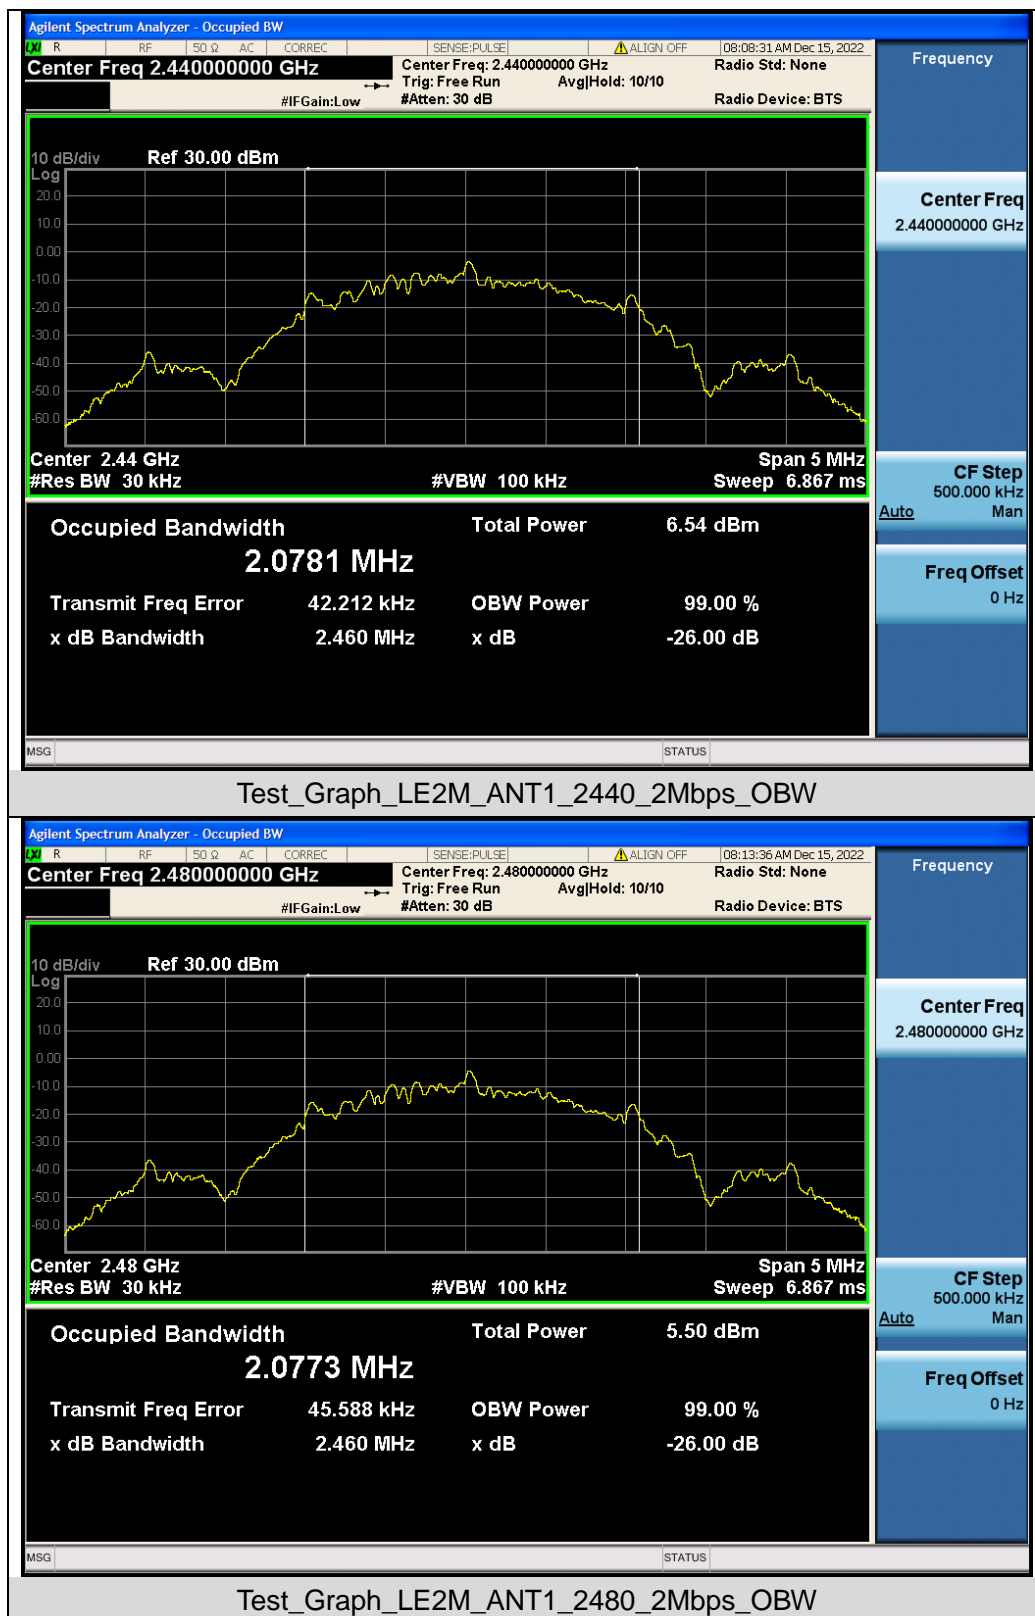 Agilent Spectrum Analyzer - Occupied BW
LXI R RF 50 Ω AC CORREC SENSE:PULSE ALIGN OFF 08:08:31 AM Dec 15, 2022
Center Freq 2.440000000 GHz Center Freq: 2.440000000 GHz Radio Std: None Frequency
Trig: Free Run Avg|Hold: 10/10
#IFGain:Low #Atten: 30 dB Radio Device: BTS
10 dB/div Ref 30.00 dBm
Log
20.0
10.0
0.00
-10.0
-20.0
-30.0
-40.0
-50.0
-60.0
Center Freq
2.440000000 GHz
Center 2.44 GHz Span 5 MHz
#Res BW 30 kHz #VBW 100 kHz Sweep 6.867 ms
CF Step
500.000 kHz
Auto Man
Occupied Bandwidth Total Power 6.54 dBm
2.0781 MHz
Freq Offset
0 Hz
Transmit Freq Error 42.212 kHz OBW Power 99.00 %
x dB Bandwidth 2.460 MHz x dB -26.00 dB
MSG STATUS
Test_Graph_LE2M_ANT1_2440_2Mbps_OBW
Agilent Spectrum Analyzer - Occupied BW
LXI R RF 50 Ω AC CORREC SENSE:PULSE ALIGN OFF 08:13:36 AM Dec 15, 2022
Center Freq 2.480000000 GHz Center Freq: 2.480000000 GHz Radio Std: None Frequency
Trig: Free Run Avg|Hold: 10/10
#IFGain:Low #Atten: 30 dB Radio Device: BTS
10 dB/div Ref 30.00 dBm
Log
20.0
10.0
0.00
-10.0
-20.0
-30.0
-40.0
-50.0
-60.0
Center Freq
2.480000000 GHz
Center 2.48 GHz Span 5 MHz
#Res BW 30 kHz #VBW 100 kHz Sweep 6.867 ms
CF Step
500.000 kHz
Auto Man
Occupied Bandwidth Total Power 5.50 dBm
2.0773 MHz
Freq Offset
0 Hz
Transmit Freq Error 45.588 kHz OBW Power 99.00 %
x dB Bandwidth 2.460 MHz x dB -26.00 dB
MSG STATUS
Test_Graph_LE2M_ANT1_2480_2Mbps_OBW